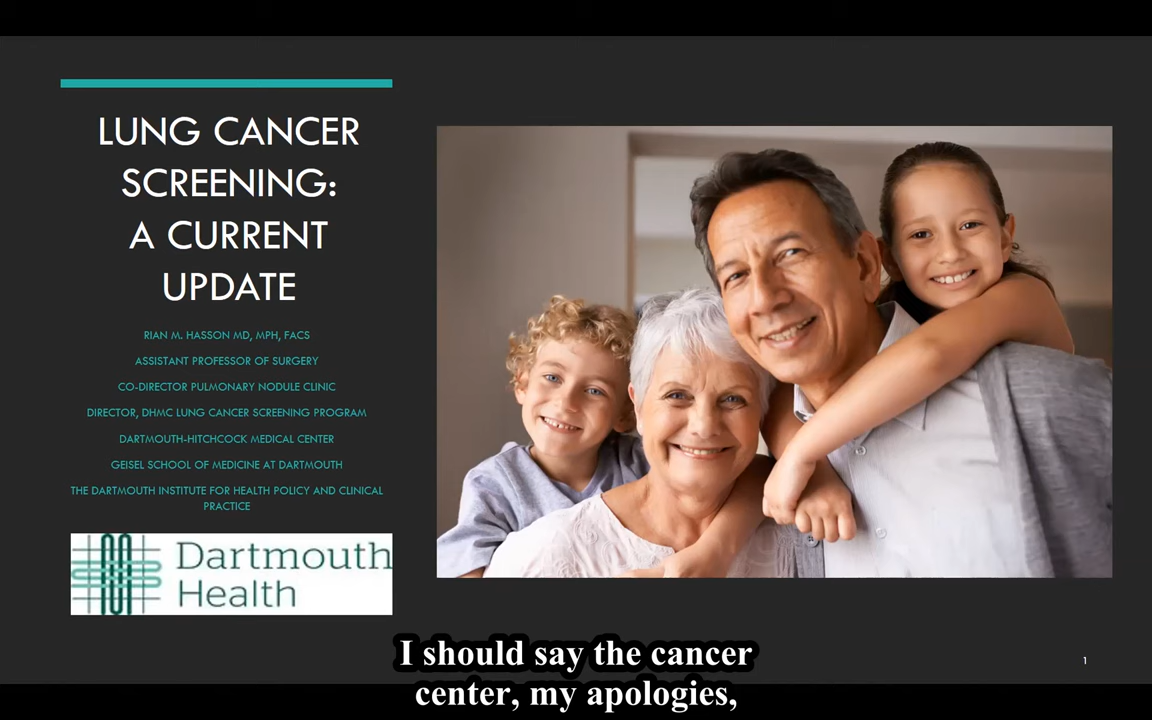 LUNG CANCER
SCREENING:
A CURRENT
UPDATE
RIAN M. HASSON MD, MPH, FACS
ASSISTANT PROFESSOR OF SURGERY
CO-DIRECTOR PULMONARY NODULE CLINIC
DIRECTOR, DHMC LUNG CANCER SCREENING PROGRAM
DARTMOUTH-HITCHCOCK MEDICAL CENTER
GEISEL SCHOOL OF MEDICINE AT DARTMOUTH
THE DARTMOUTH INSTITUTE FOR HEALTH POLICY AND CLINICAL
PRACTICE
Dartmouth
Health
I should say the cancer
center, my apologies,
1